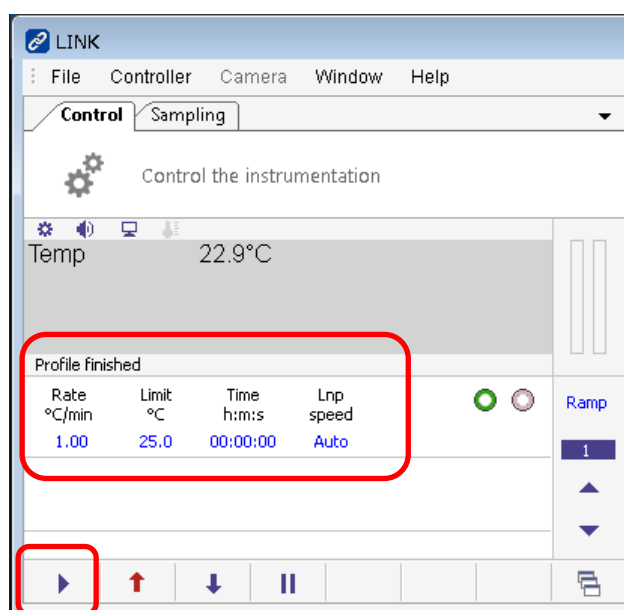 LINK
File Controller Camera Window Help
Control Sampling
Control the instrumentation
Temp 22.9°C
Profile finished
Rate °C/min Limit °C Time h:m:s Lnp speed
1.00 25.0 00:00:00 Auto
Ramp
1